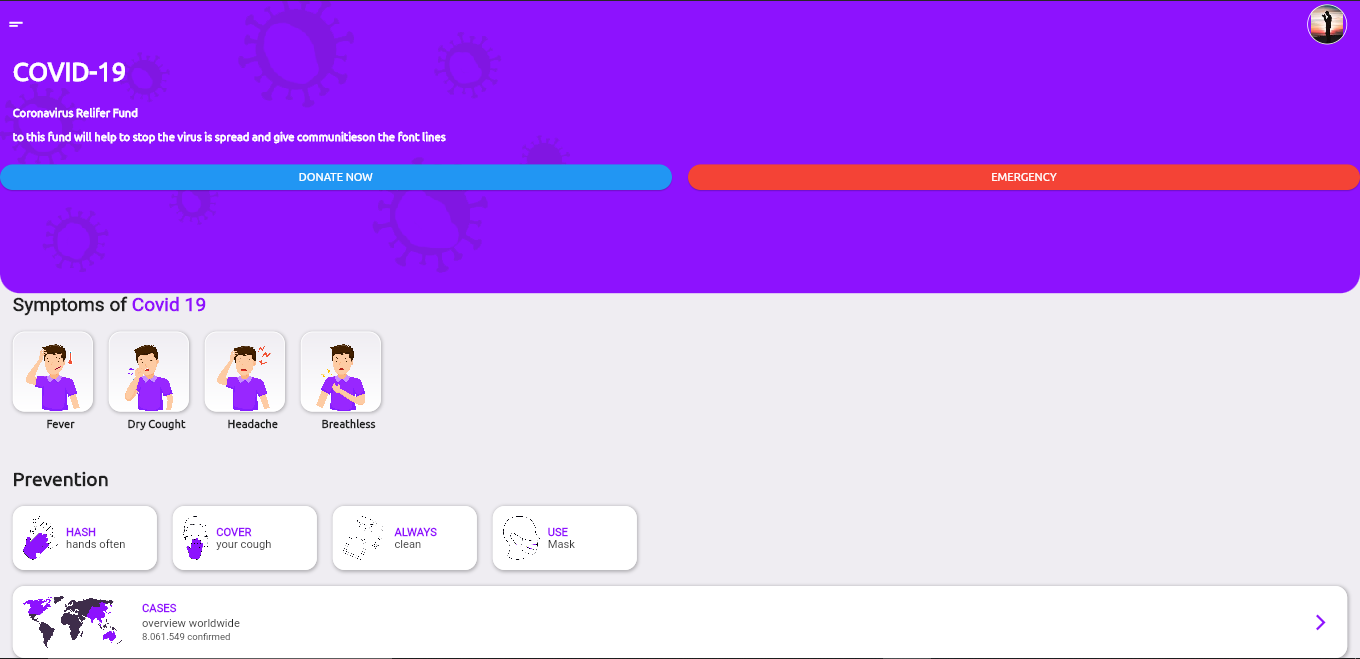 COVID-19
Coronavirus Relifer Fund
to this fund will help to stop the virus is spread and give communitieson the font lines
DONATE NOW
EMERGENCY
Symptoms of Covid 19
Fever
Dry Cought
Headache
Breathless
Prevention
HASH
hands often
COVER
your cough
ALWAYS
clean
USE
Mask
CASES
overview worldwide
8.061.549 confirmed